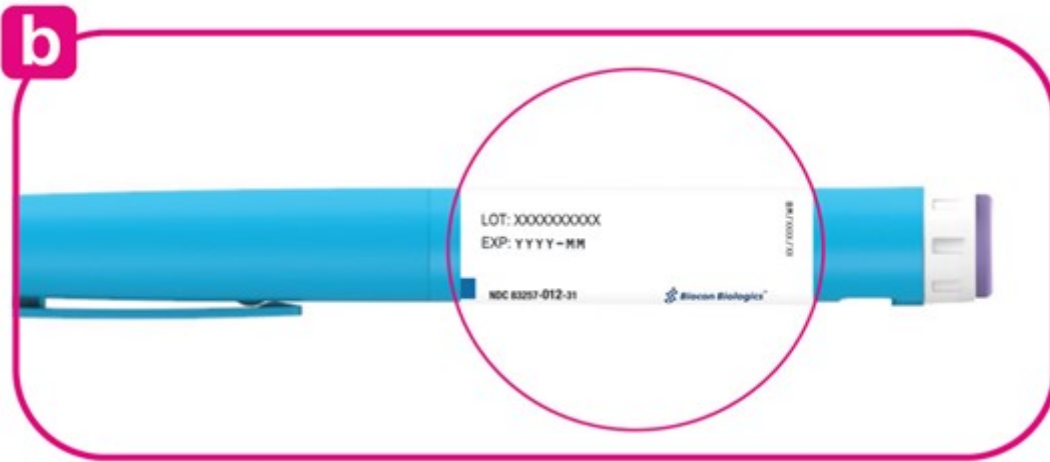 b
LOT: XXXXXXXXXX
EXP: YYYY-MM
NDC 83257-012-31
Biocon Biologics